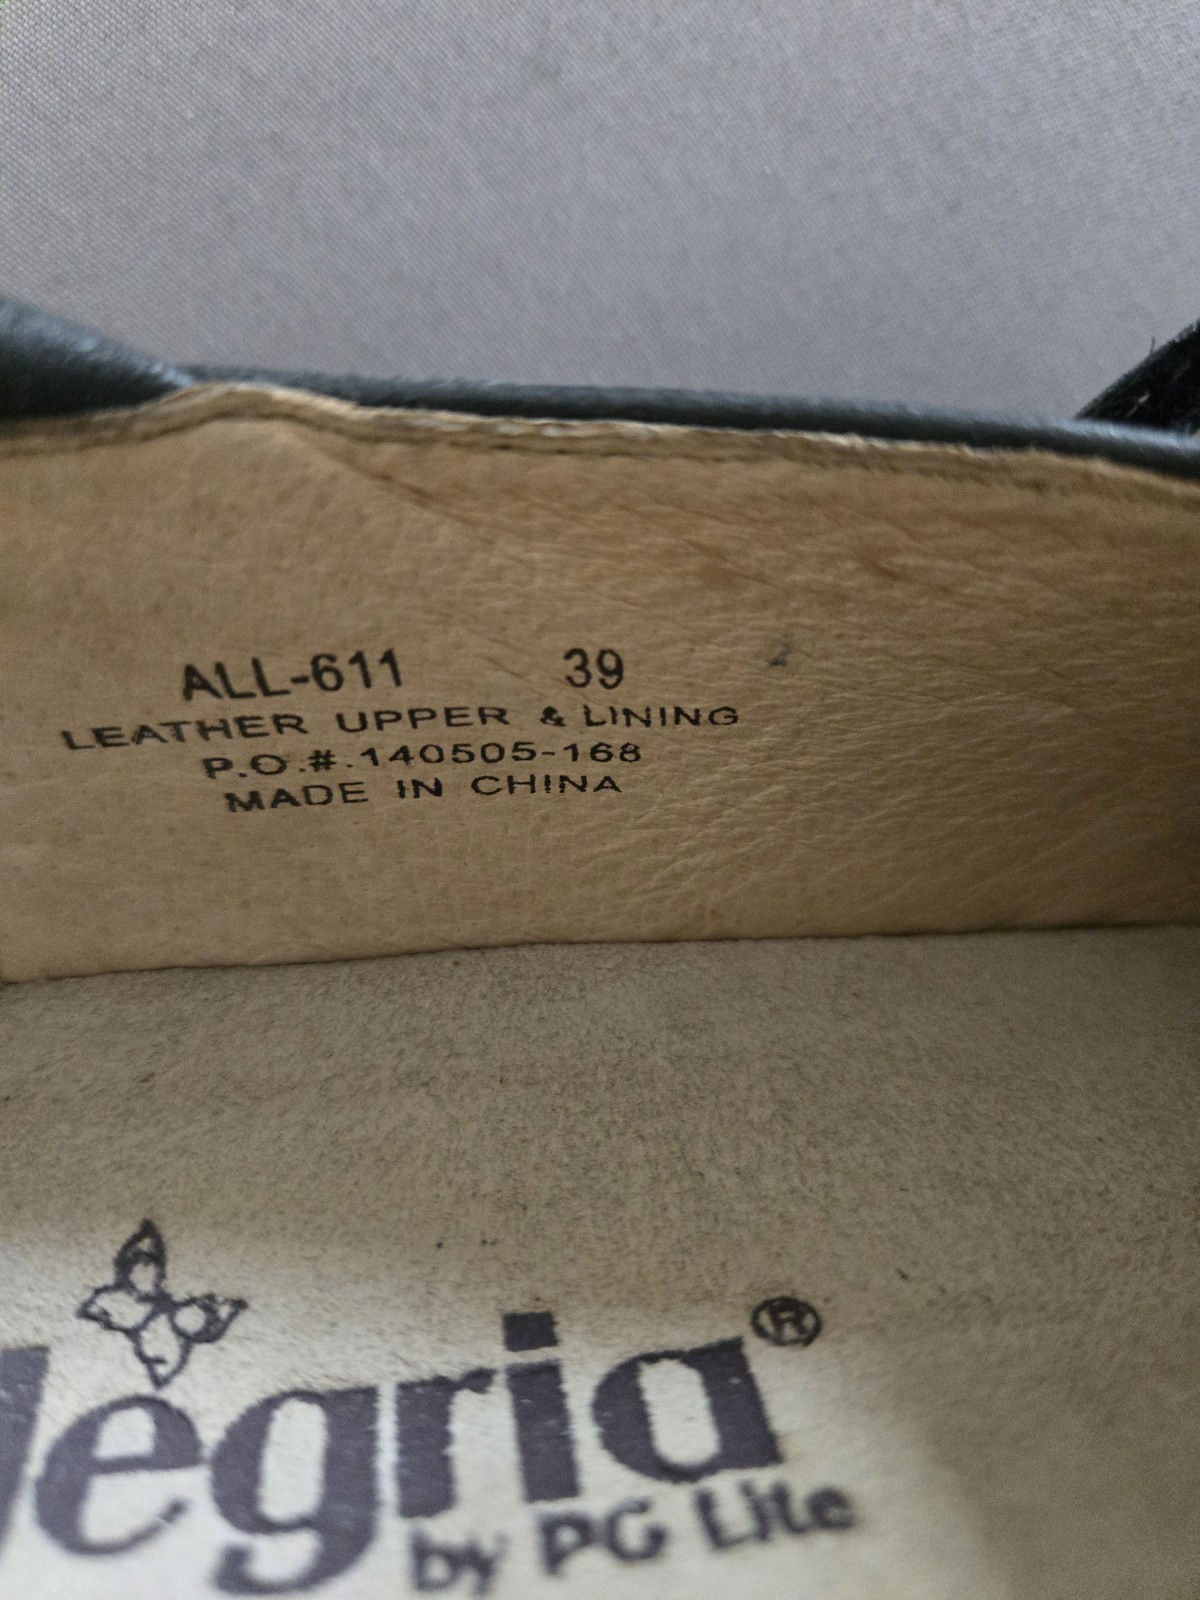 ALL-611 39
LEATHER UPPER & LINING
P.O.#.140505-168
MADE IN CHINA
legria®
by PG Lite